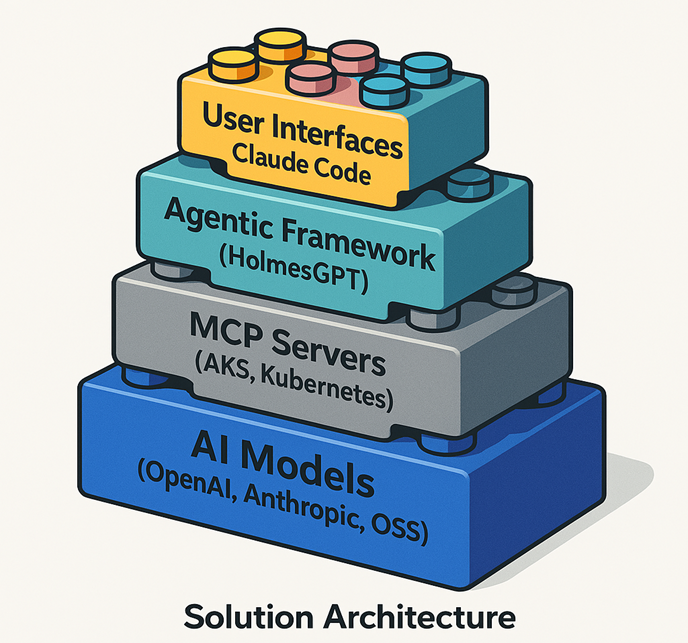 User Interfaces
Claude Code
Agentic Framework
(HolmesGPT)
MCP Servers
(AKS, Kubernetes)
AI Models
(OpenAI, Anthropic, OSS)
Solution Architecture